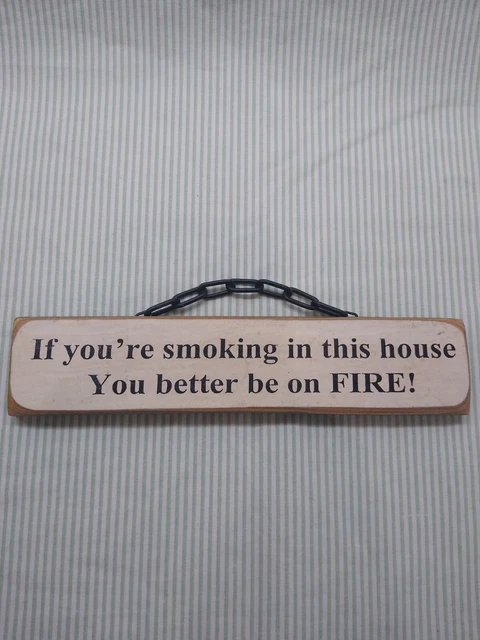 If you're smoking in this house
You better be on FIRE!